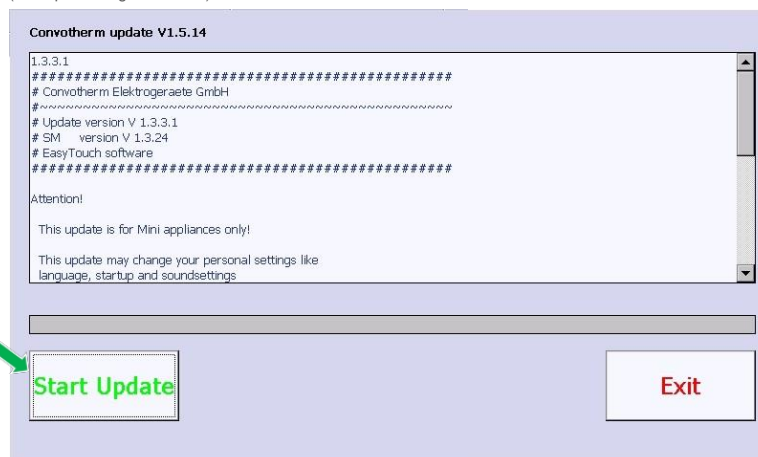 Convotherm update V1.5.14
1.3.3.1
################################################
# Convotherm Elektrogeraete GmbH
#~~~~~~~~~~~~~~~~~~~~~~~~~~~~~~~~~~~~~~~~~~~~~~~~
# Update version V 1.3.3.1
# SM version V 1.3.24
# EasyTouch software
################################################
Attention!
This update is for Mini appliances only!
This update may change your personal settings like
language, startup and soundsettings
Start Update
Exit